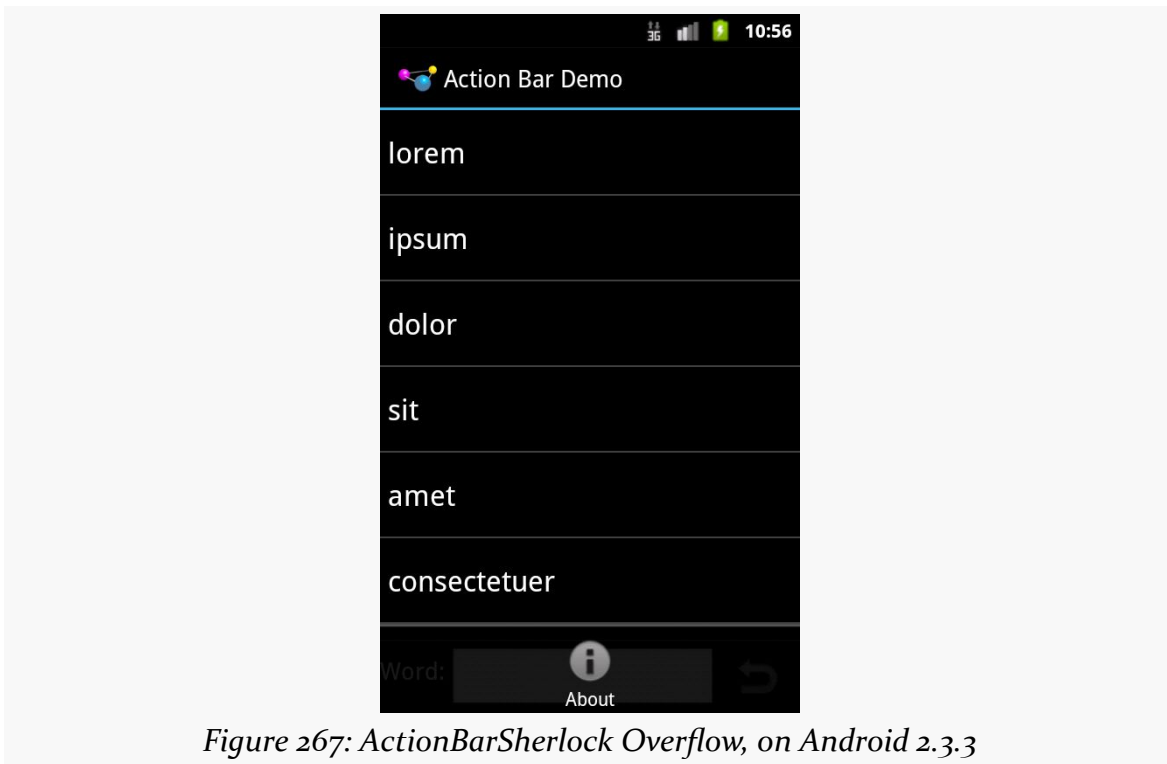 3G 10:56
Action Bar Demo
lorem
ipsum
dolor
sit
amet
consectetuer
Word:
About
Figure 267: ActionBarSherlock Overflow, on Android 2.3.3